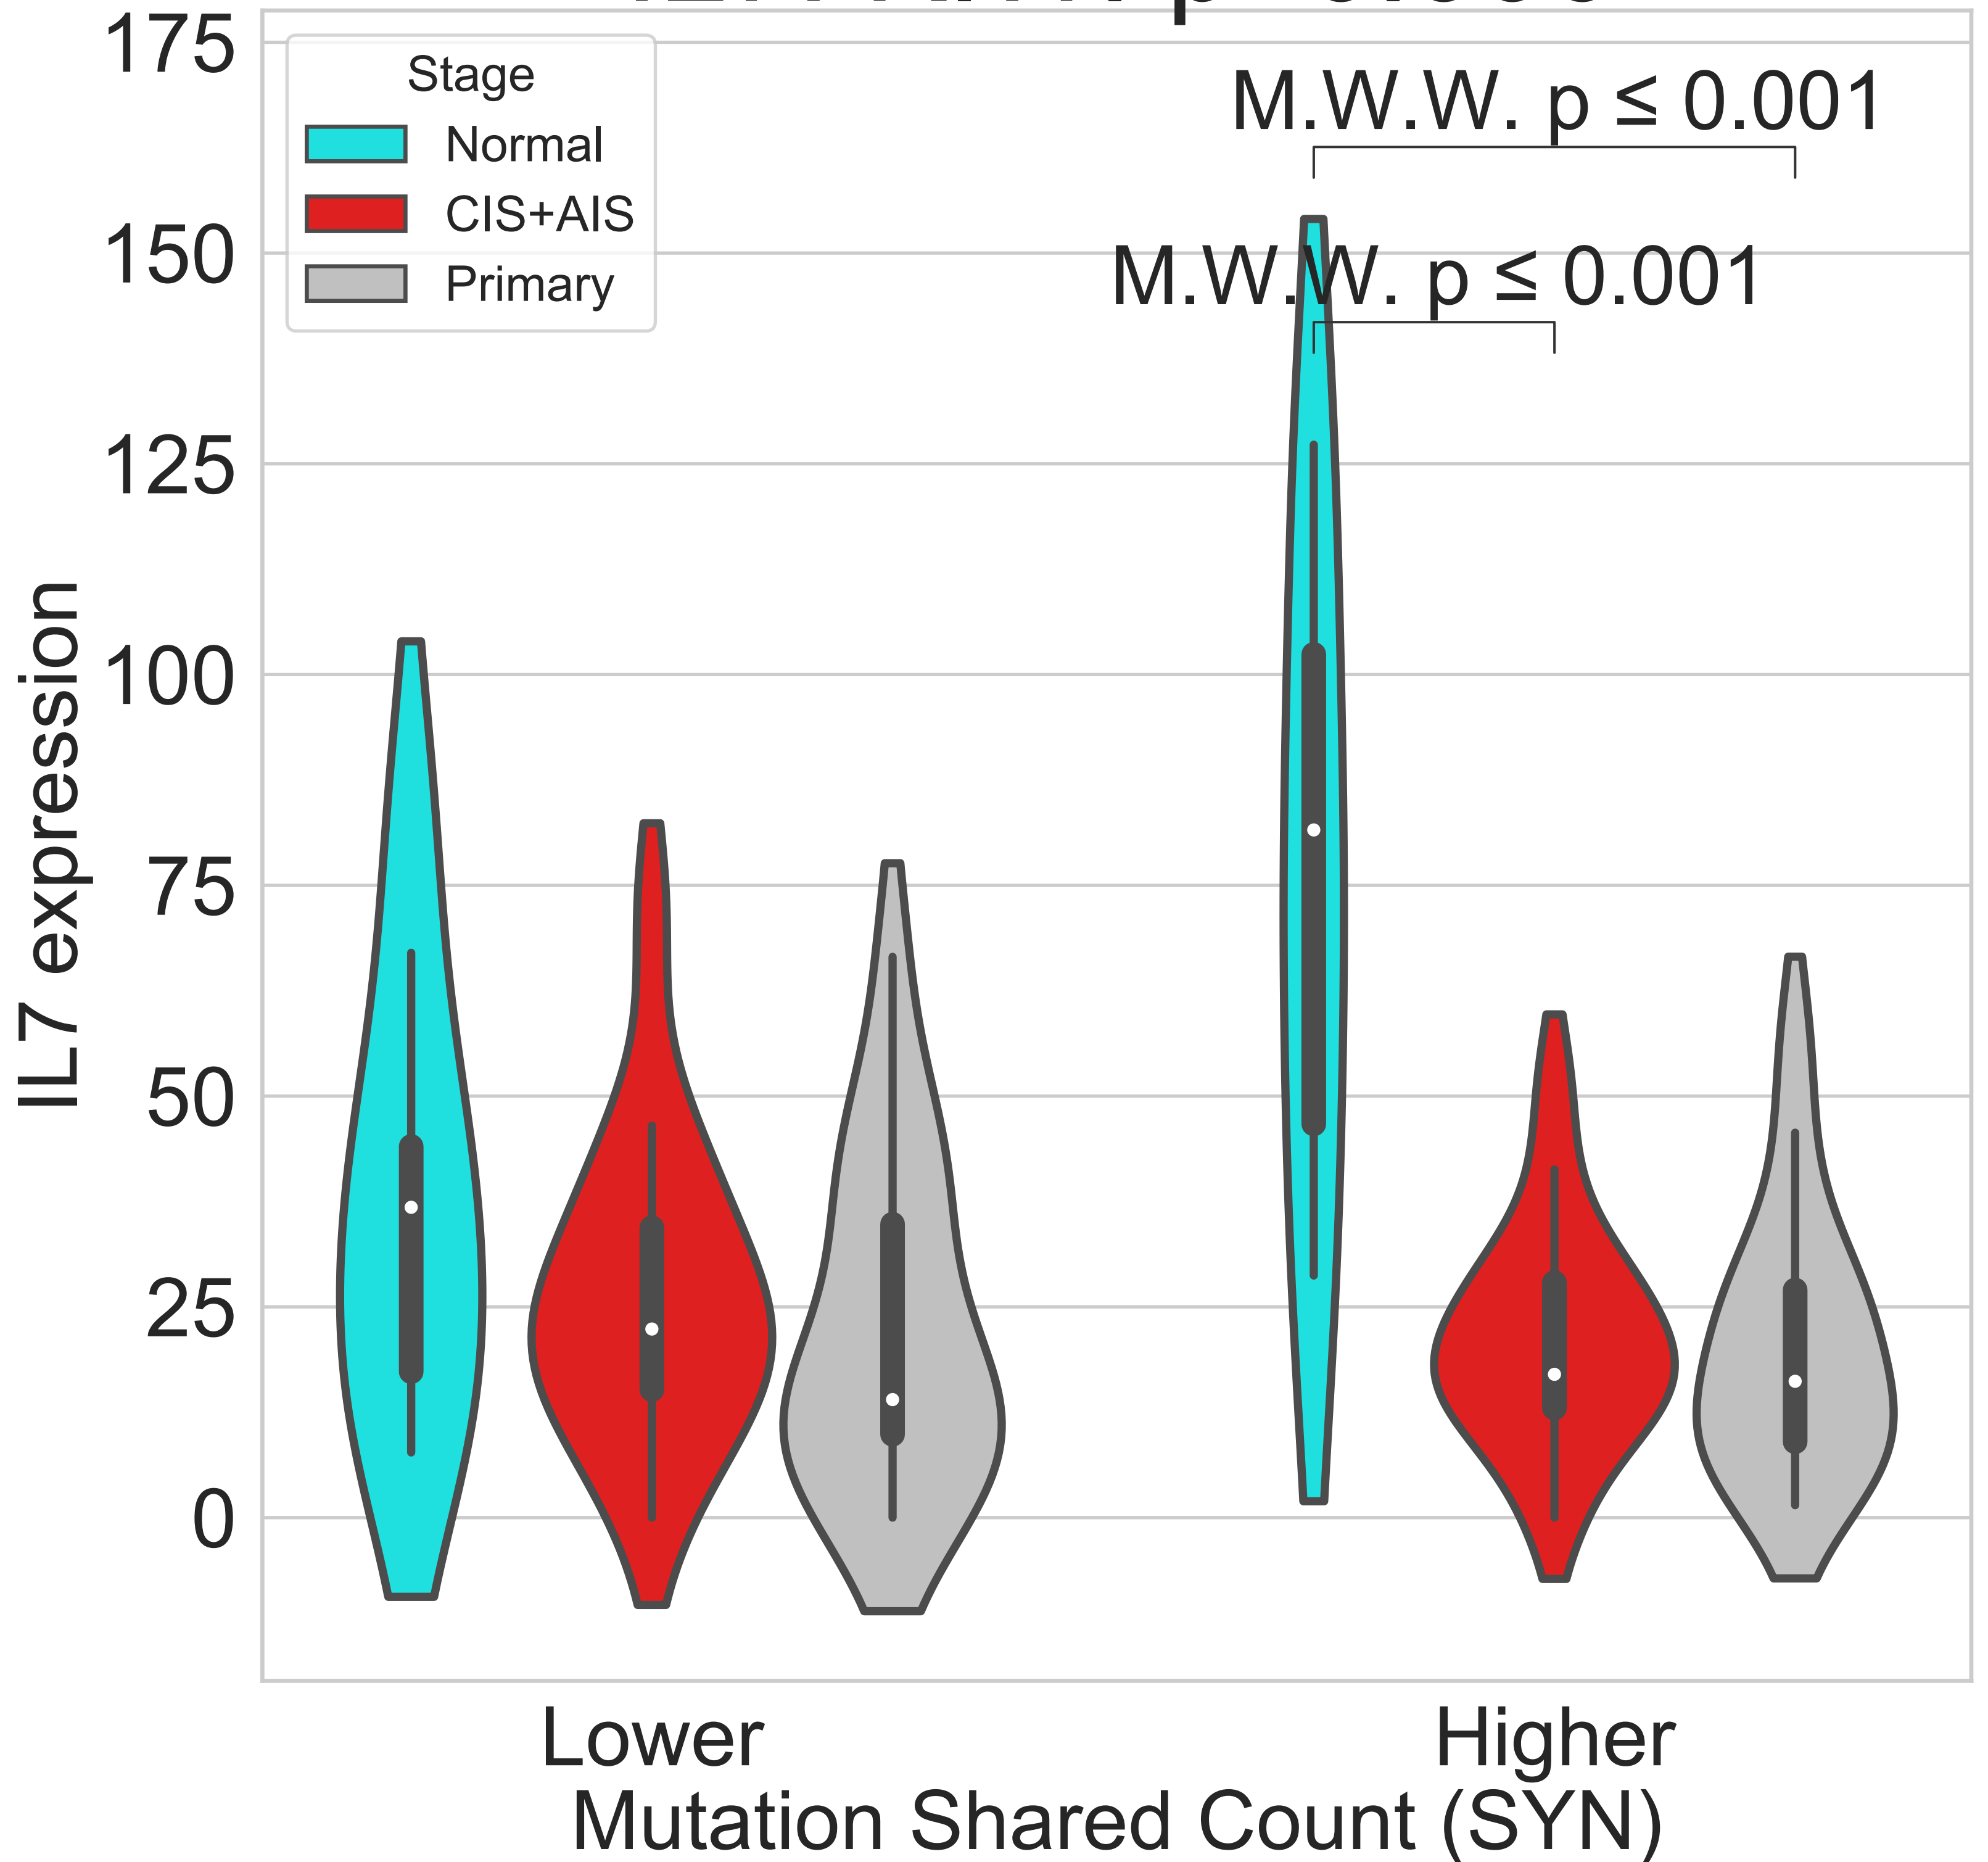 175
150
125
100
75
50
25
0
IL7 expression
Stage
Normal
CIS+AIS
Primary
M.W.W. p ≤ 0.001
M.W.W. p ≤ 0.001
Lower
Higher
Mutation Shared Count (SYN)